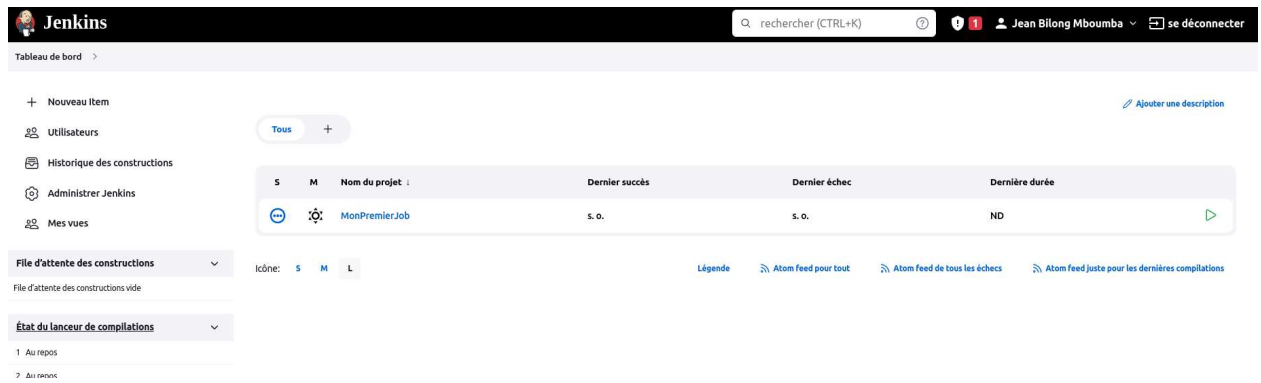 Jenkins
rechercher (CTRL+K)
1
Jean Bilong Mboumba
se déconnecter
Tableau de bord
Nouveau Item
Utilisateurs
Historique des constructions
Administrer Jenkins
Mes vues
File d'attente des constructions
File d'attente des constructions vide
État du lanceur de compilations
1 Au repos
2 Au repos
Ajouter une description
Tous +
S M Nom du projet ↓ Dernier succès Dernier échec Dernière durée
MonPremierJob s. o. s. o. ND
Icône: S M L
Légende
Atom feed pour tout
Atom feed de tous les échecs
Atom feed juste pour les dernières compilations